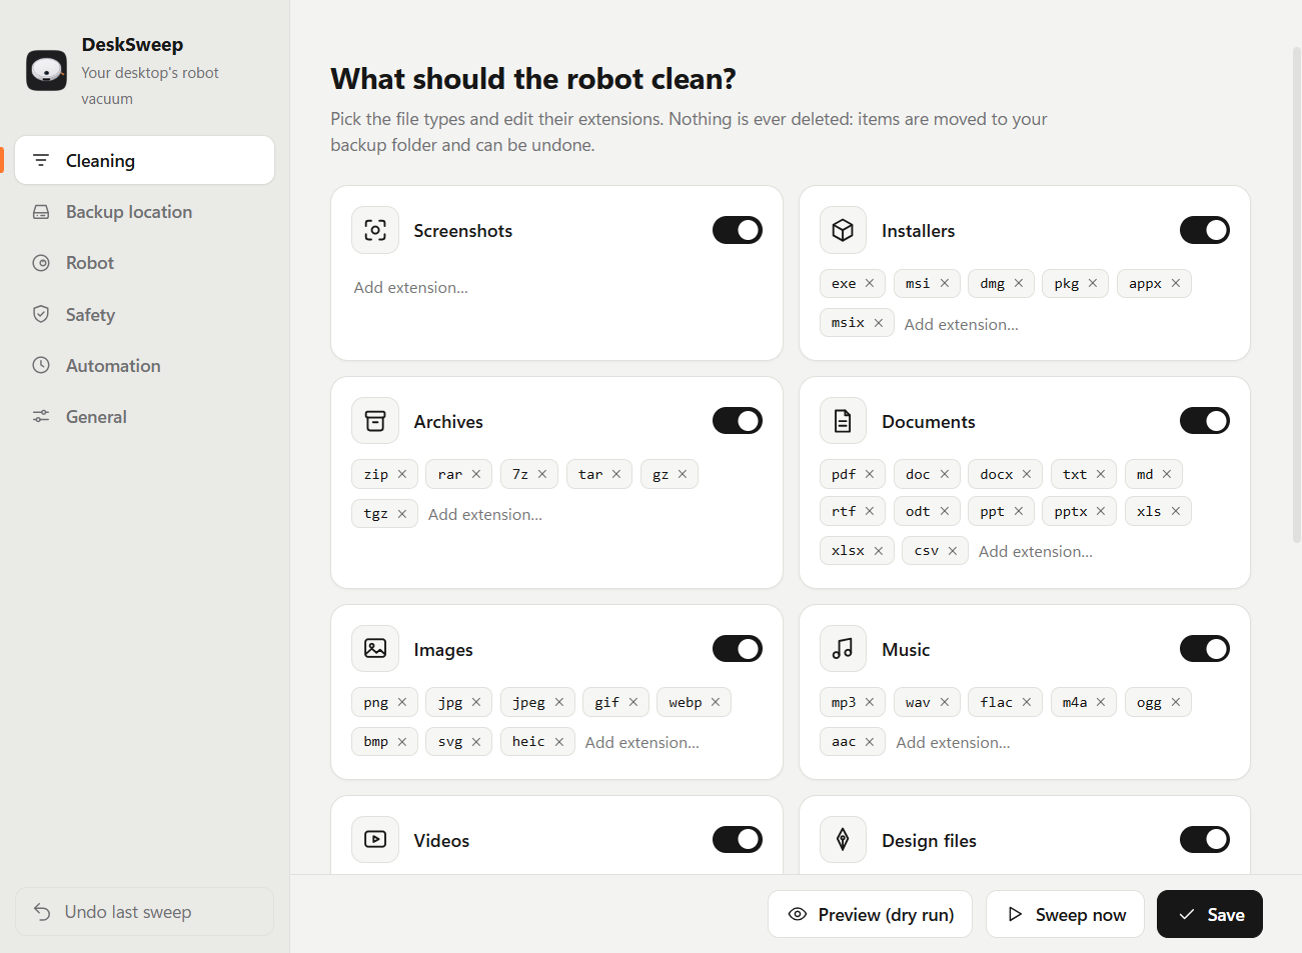 DeskSweep
Your desktop's robot
vacuum
Cleaning
Backup location
Robot
Safety
Automation
General
Undo last sweep
What should the robot clean?
Pick the file types and edit their extensions. Nothing is ever deleted: items are moved to your
backup folder and can be undone.
Screenshots
Add extension...
Installers
exe × msi × dmg × pkg × appx ×
msix × Add extension...
Archives
zip × rar × 7z × tar × gz ×
tgz × Add extension...
Documents
pdf × doc × docx × txt × md ×
rtf × odt × ppt × pptx × xls ×
xlsx × csv × Add extension...
Images
png × jpg × jpeg × gif × webp ×
bmp × svg × heic × Add extension...
Music
mp3 × wav × flac × m4a × ogg ×
aac × Add extension...
Videos
Design files
Preview (dry run)
Sweep now
Save